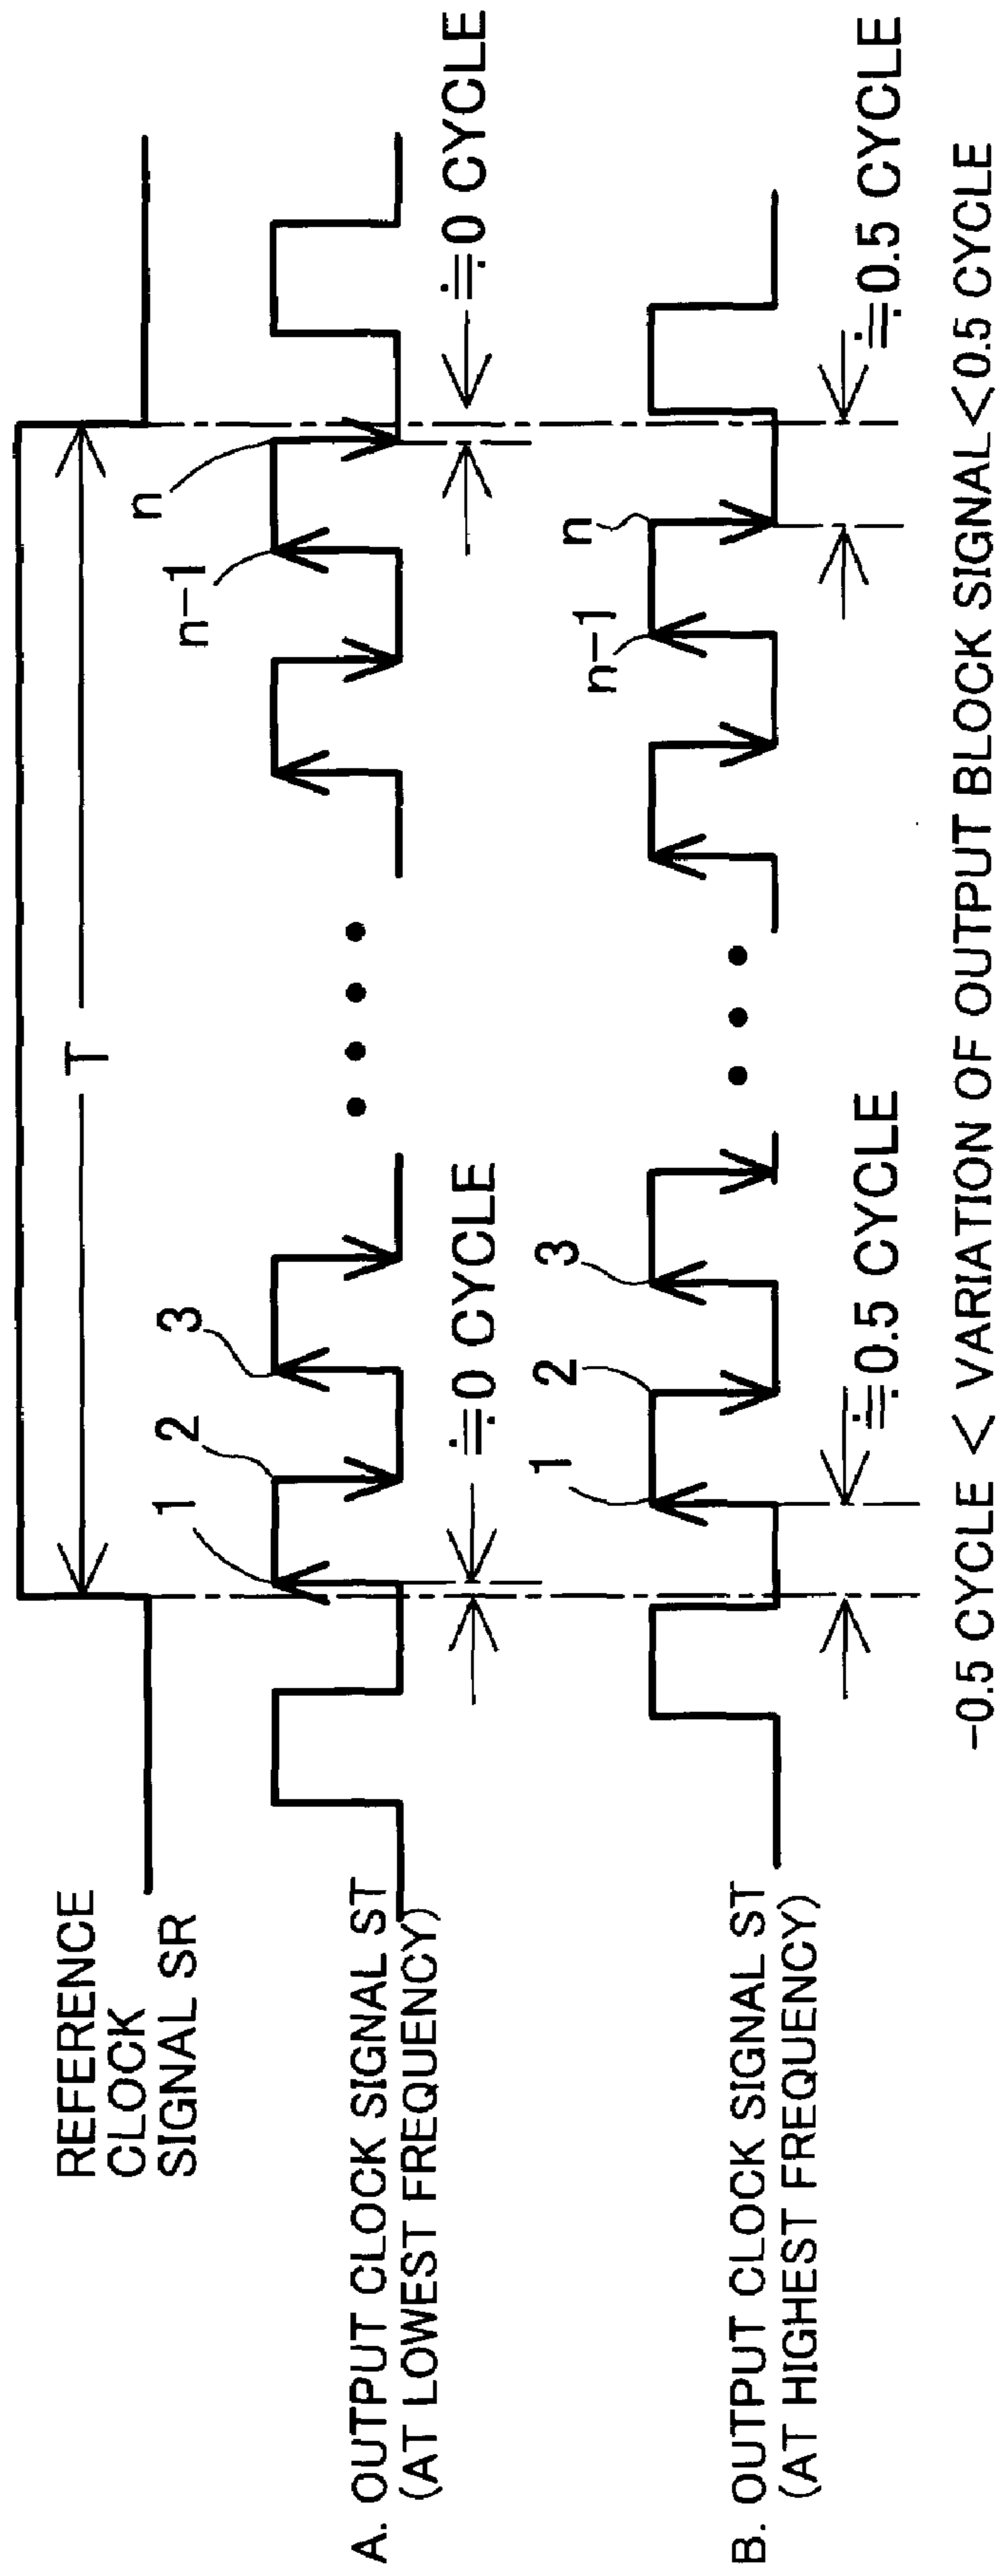 REFERENCE
CLOCK
SIGNAL SR
T
A. OUTPUT CLOCK SIGNAL ST
(AT LOWEST FREQUENCY)
1
2
3
n-1
n
≒0 CYCLE
≒0 CYCLE
B. OUTPUT CLOCK SIGNAL ST
(AT HIGHEST FREQUENCY)
1
2
3
n-1
n
≒0.5 CYCLE
≒0.5 CYCLE
-0.5 CYCLE < VARIATION OF OUTPUT BLOCK SIGNAL<0.5 CYCLE